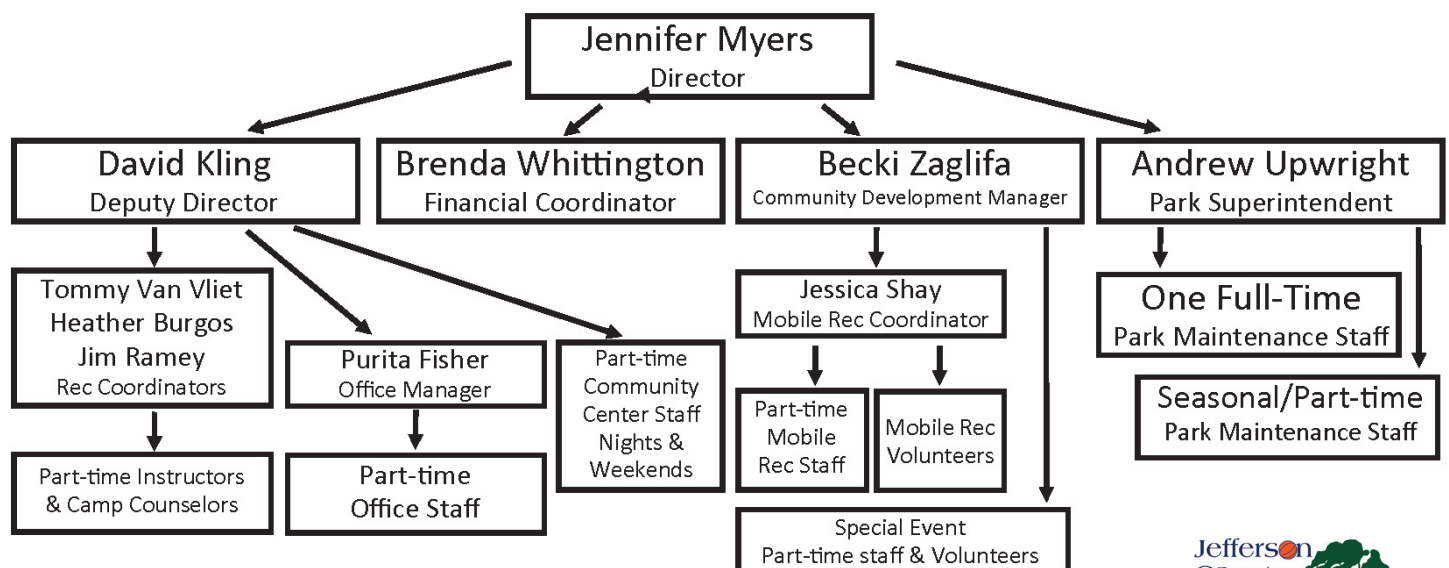 Jennifer Myers
Director
David Kling
Deputy Director
Brenda Whittington
Financial Coordinator
Becki Zaglifa
Community Development Manager
Andrew Upwright
Park Superintendent
Tommy Van Vliet
Heather Burgos
Jim Ramey
Rec Coordinators
Part-time Instructors
& Camp Counselors
Purita Fisher
Office Manager
Part-time
Office Staff
Part-time
Community
Center Staff
Nights &
Weekends
Jessica Shay
Mobile Rec Coordinator
Part-time
Mobile
Rec Staff
Mobile Rec
Volunteers
Special Event
Part-time staff & Volunteers
One Full-Time
Park Maintenance Staff
Seasonal/Part-time
Park Maintenance Staff
Jefferson